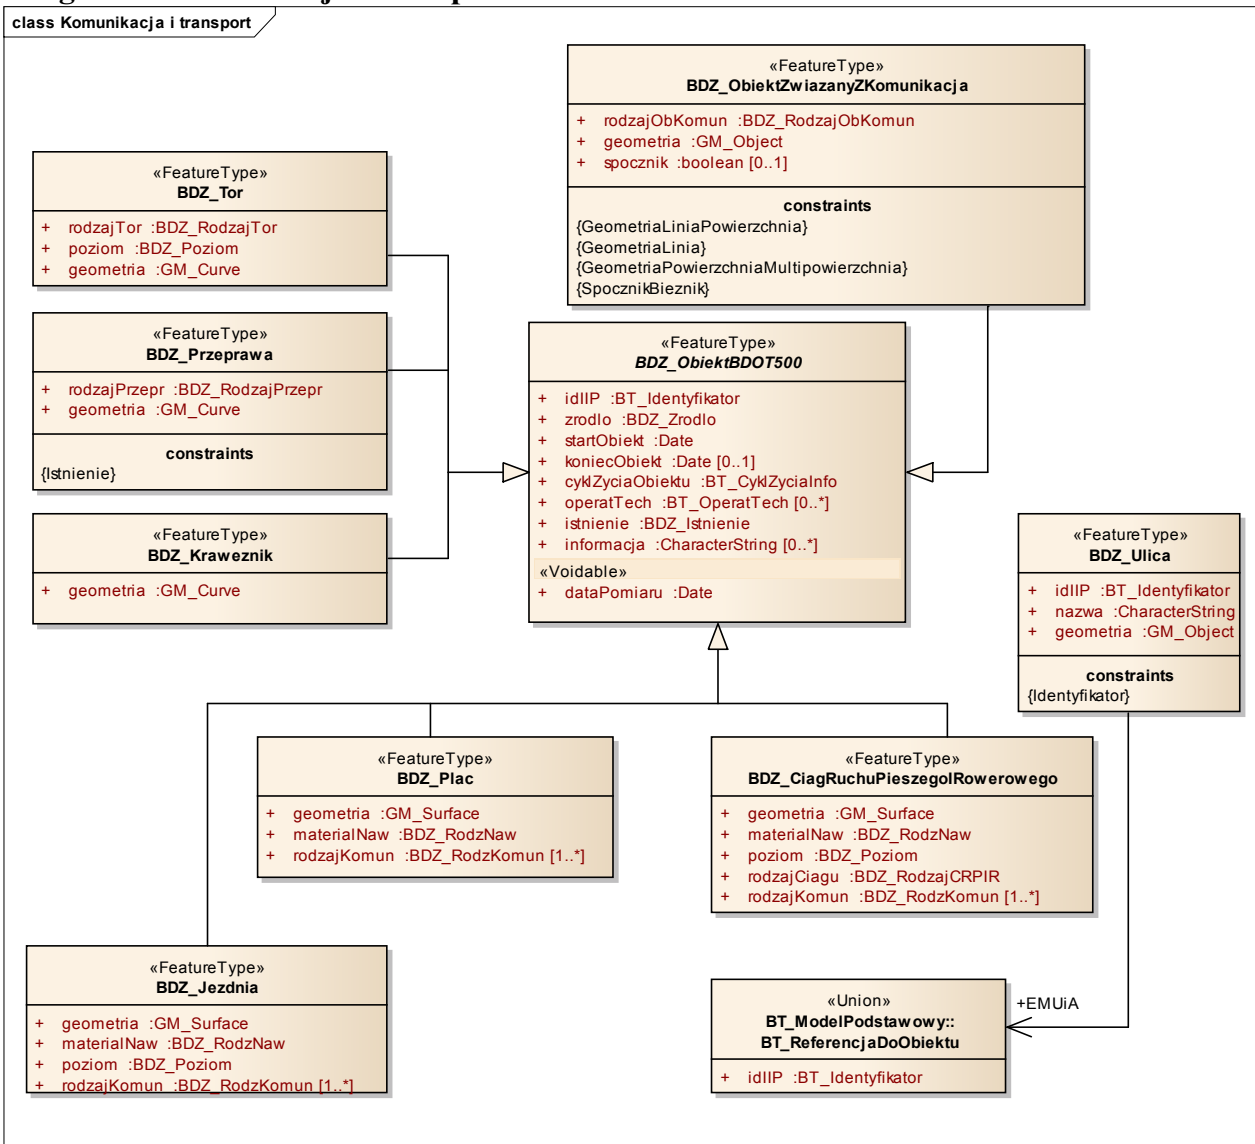 class Komunikacja i transport
«FeatureType»
BDZ_ObiektZwiazanyZKomunikacja
+ rodzajObKomun :BDZ_RodzajObKomun
+ geometria :GM_Object
+ spocznik :boolean [0..1]
constraints
{GeometriaLiniaPowierzchnia}
{GeometriaLinia}
{GeometriaPowierzchniaMultipowierzchnia}
{SpocznikBieznik}
«FeatureType»
BDZ_Tor
+ rodzajTor :BDZ_RodzajTor
+ poziom :BDZ_Poziom
+ geometria :GM_Curve
«FeatureType»
BDZ_Przeprawa
+ rodzajPrzepr :BDZ_RodzajPrzepr
+ geometria :GM_Curve
constraints
{Istnienie}
«FeatureType»
BDZ_Kraweznik
+ geometria :GM_Curve
«FeatureType»
BDZ_ObiektBDOT500
+ idIIP :BT_Identyfikator
+ zrodlo :BDZ_Zrodlo
+ startObiekt :Date
+ koniecObiekt :Date [0..1]
+ cyklZyciaObiektu :BT_CyklZyciaInfo
+ operatTech :BT_OperatTech [0..*]
+ istnienie :BDZ_Istnienie
+ informacja :CharacterString [0..*]
«Voidable»
+ dataPomiaru :Date
«FeatureType»
BDZ_Ulica
+ idIIP :BT_Identyfikator
+ nazwa :CharacterString
+ geometria :GM_Object
constraints
{Identyfikator}
«FeatureType»
BDZ_Plac
+ geometria :GM_Surface
+ materialNaw :BDZ_RodzNaw
+ rodzajKomun :BDZ_RodzKomun [1..*]
«FeatureType»
BDZ_CiagRuchuPieszegoIRowerowego
+ geometria :GM_Surface
+ materialNaw :BDZ_RodzNaw
+ poziom :BDZ_Poziom
+ rodzajCiagu :BDZ_RodzajCRPIR
+ rodzajKomun :BDZ_RodzKomun [1..*]
«FeatureType»
BDZ_Jezdnia
+ geometria :GM_Surface
+ materialNaw :BDZ_RodzNaw
+ poziom :BDZ_Poziom
+ rodzajKomun :BDZ_RodzKomun [1..*]
«Union»
BT_ModelPodstawowy::
BT_ReferencjaDoObiektu
+ idIIP :BT_Identyfikator
+EMUiA